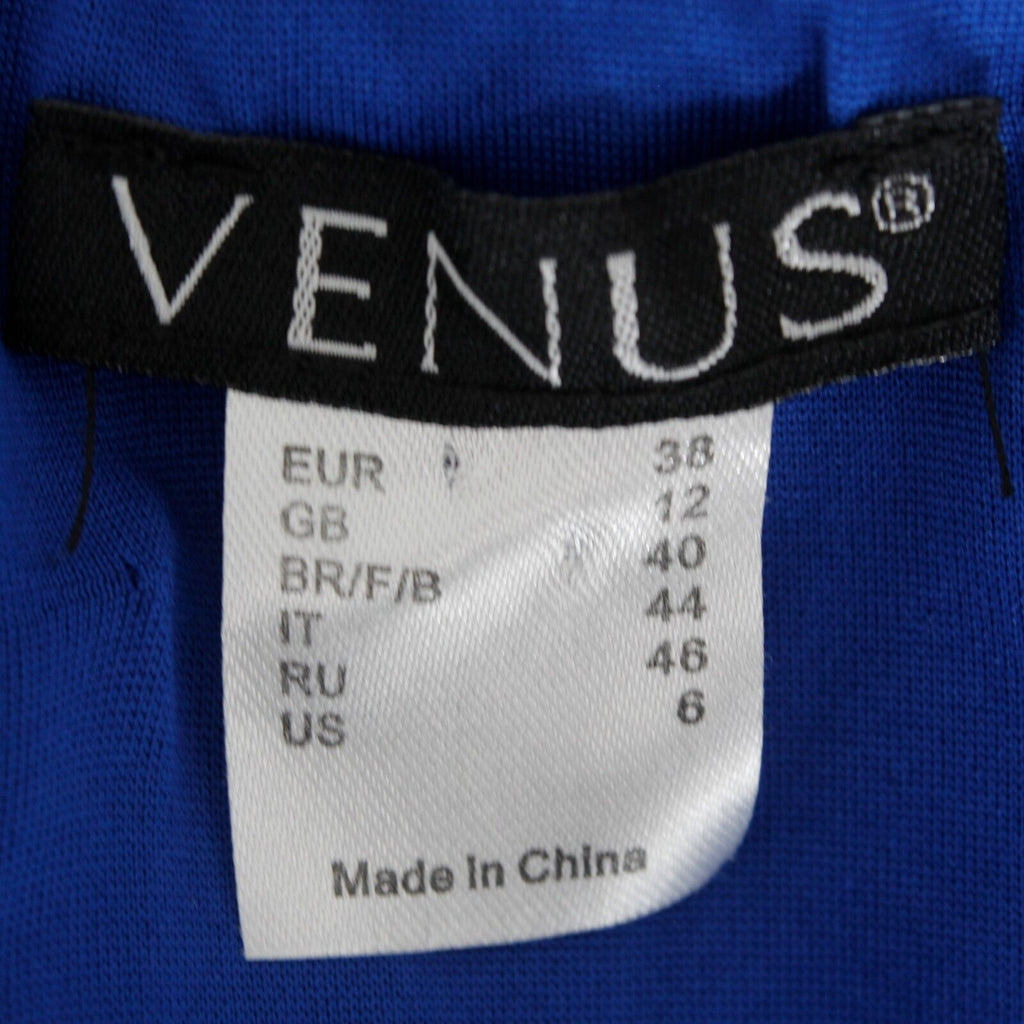 VENUS®
EUR 38
GB 12
BR/F/B 40
IT 44
RU 46
US 6
Made in China